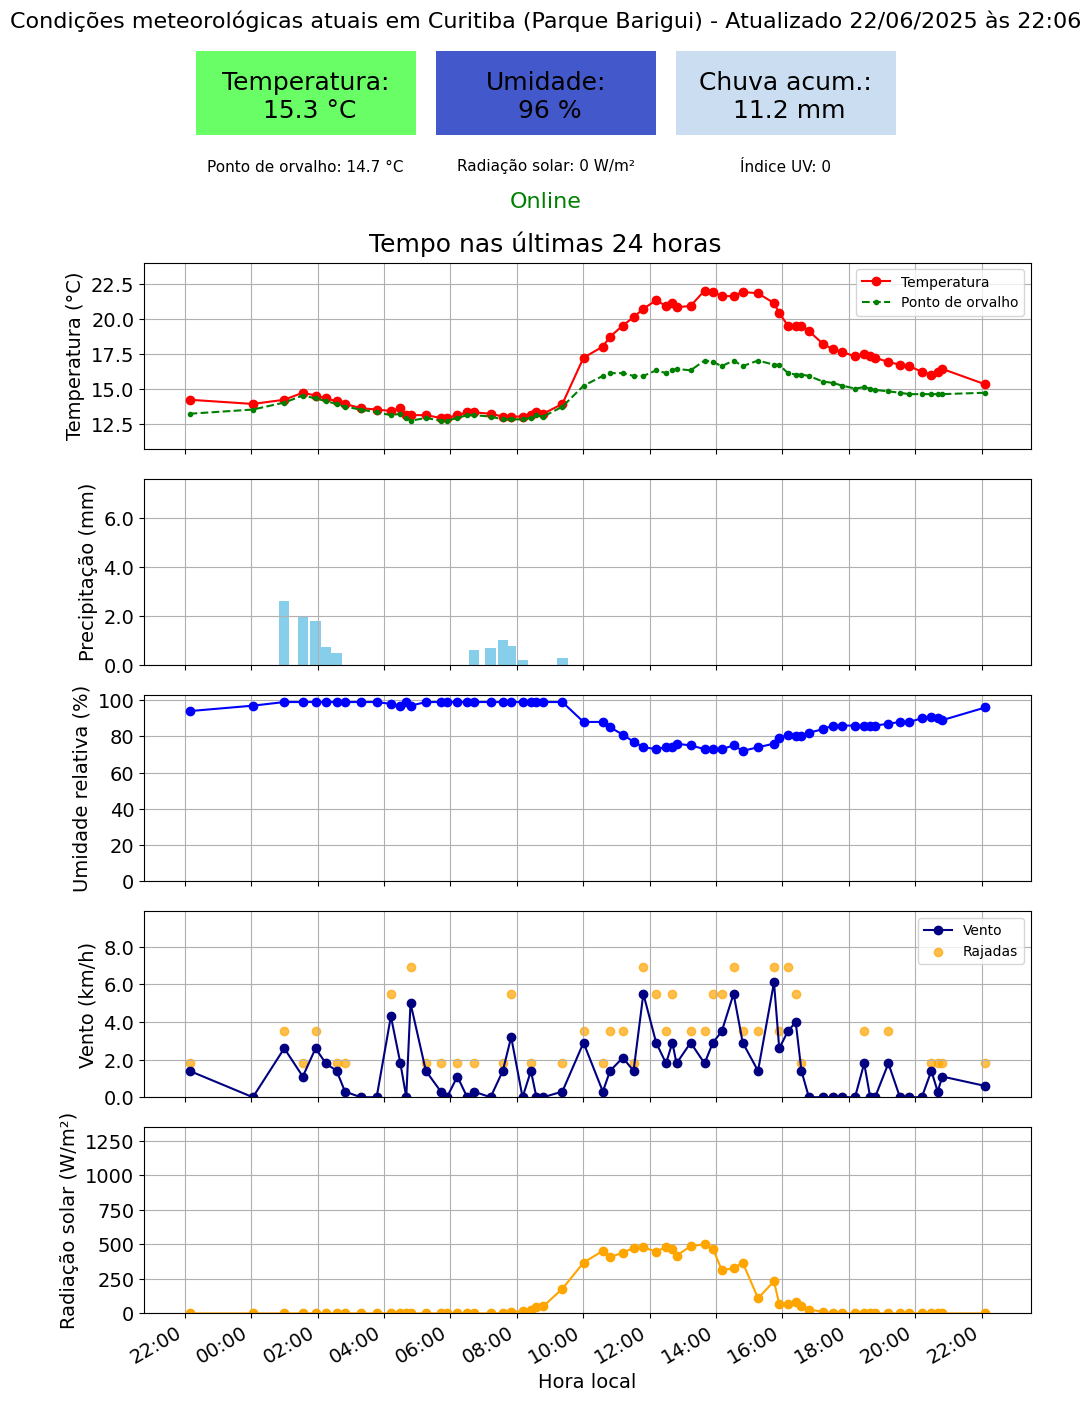 Condições meteorológicas atuais em Curitiba (Parque Barigui) - Atualizado 22/06/2025 às 22:06
Temperatura:
15.3 °C
Umidade:
96 %
Chuva acum.:
11.2 mm
Ponto de orvalho: 14.7 °C
Radiação solar: 0 W/m²
Índice UV: 0
Online
Tempo nas últimas 24 horas
Temperatura (°C)
22.5
20.0
17.5
15.0
12.5
Temperatura
Ponto de orvalho
Precipitação (mm)
6.0
4.0
2.0
0.0
Umidade relativa (%)
100
80
60
40
20
0
Vento (km/h)
8.0
6.0
4.0
2.0
0.0
Vento
Rajadas
Radiação solar (W/m²)
1250
1000
750
500
250
0
22:00 00:00 02:00 04:00 06:00 08:00 10:00 12:00 14:00 16:00 18:00 20:00 22:00
Hora local